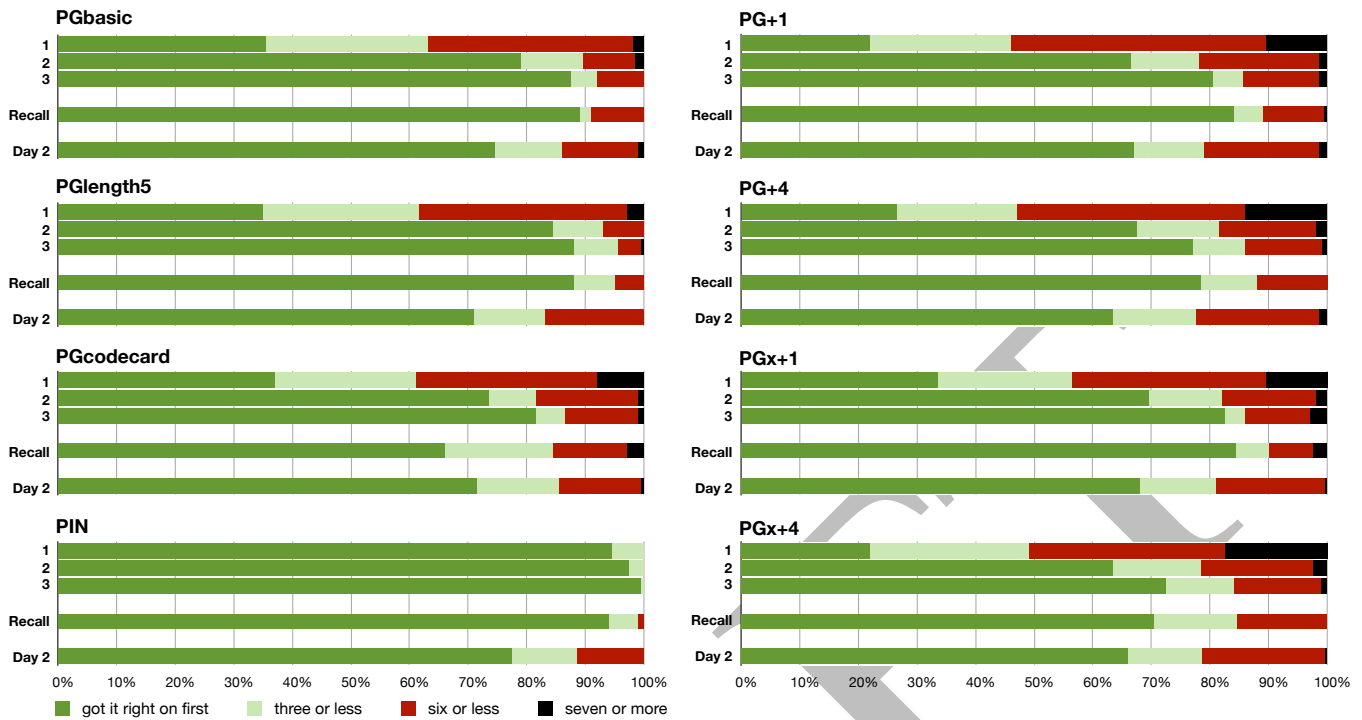 PGbasic
1
2
3
Recall
Day 2
PGlength5
1
2
3
Recall
Day 2
PGcodecard
1
2
3
Recall
Day 2
PIN
1
2
3
Recall
Day 2
0% 10% 20% 30% 40% 50% 60% 70% 80% 90% 100%
PG+1
1
2
3
Recall
Day 2
PG+4
1
2
3
Recall
Day 2
PGx+1
1
2
3
Recall
Day 2
PGx+4
1
2
3
Recall
Day 2
0% 10% 20% 30% 40% 50% 60% 70% 80% 90% 100%
got it right on first three or less six or less seven or more